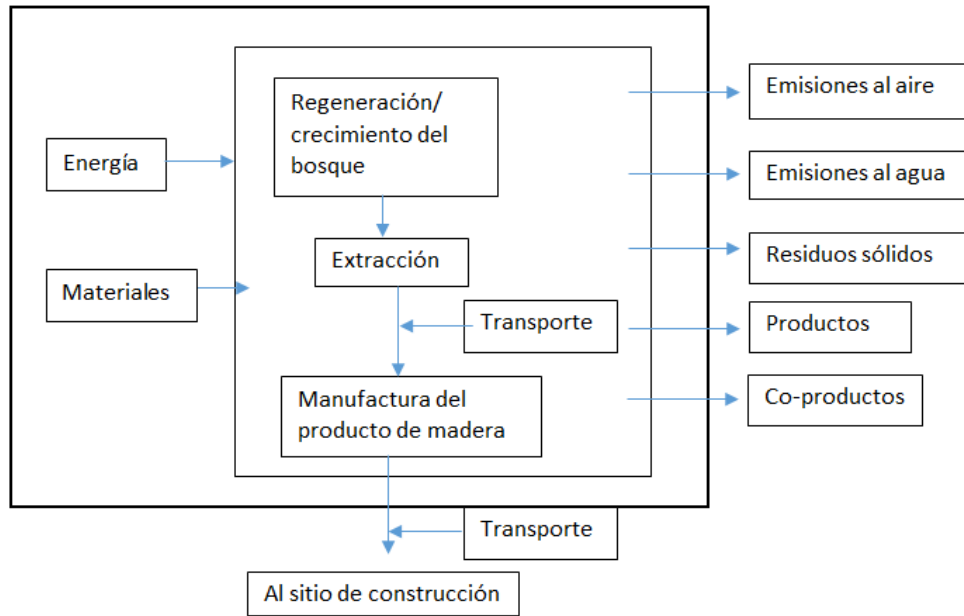 Regeneración/
crecimiento del
bosque
Emisiones al aire
Energía
Emisiones al agua
Extracción
Residuos sólidos
Materiales
Transporte
Productos
Manufactura del
producto de madera
Co-productos
Transporte
Al sitio de construcción